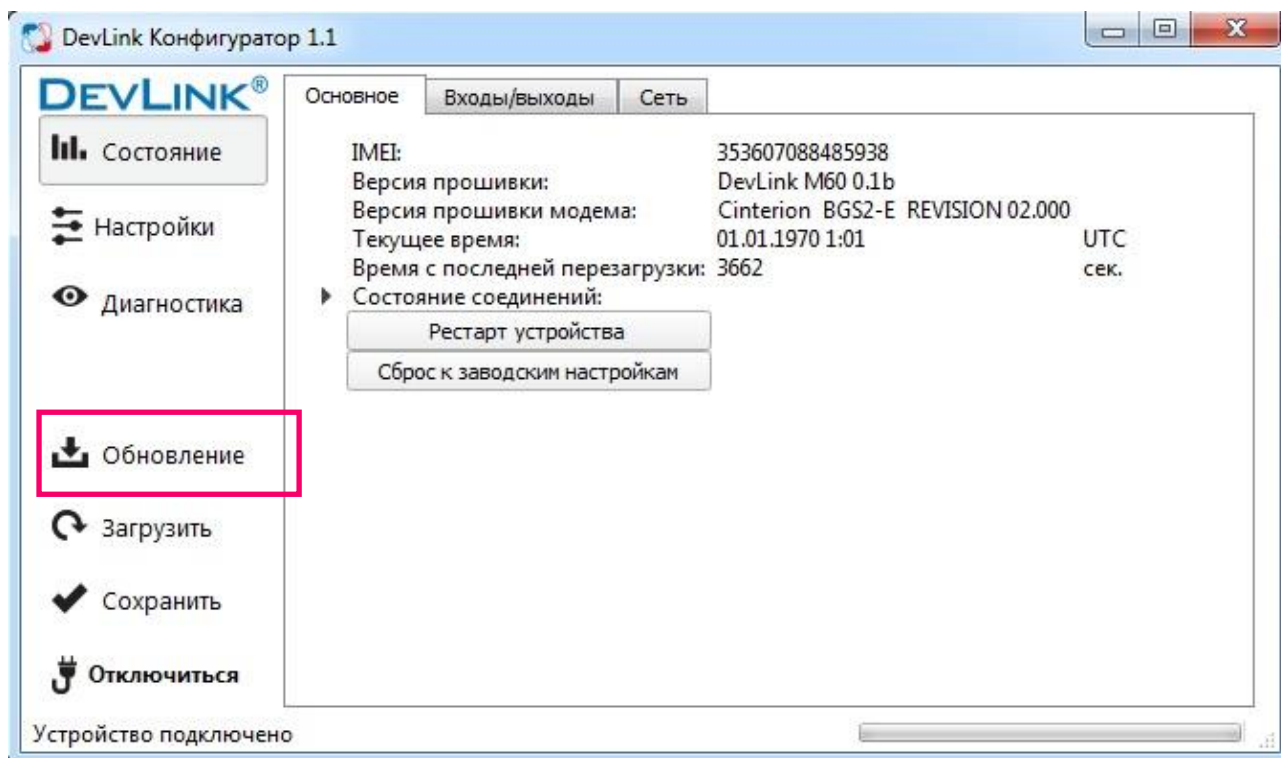 DevLink Конфигуратор 1.1
DEVLINK®
Состояние
Настройки
Диагностика
Обновление
Загрузить
Сохранить
Отключиться
Основное Входы/выходы Сеть
IMEI: 353607088485938
Версия прошивки: DevLink M60 0.1b
Версия прошивки модема: Cinterion BGS2-E REVISION 02.000
Текущее время: 01.01.1970 1:01 UTC
Время с последней перезагрузки: 3662 сек.
Состояние соединений:
Рестарт устройства
Сброс к заводским настройкам
Устройство подключено